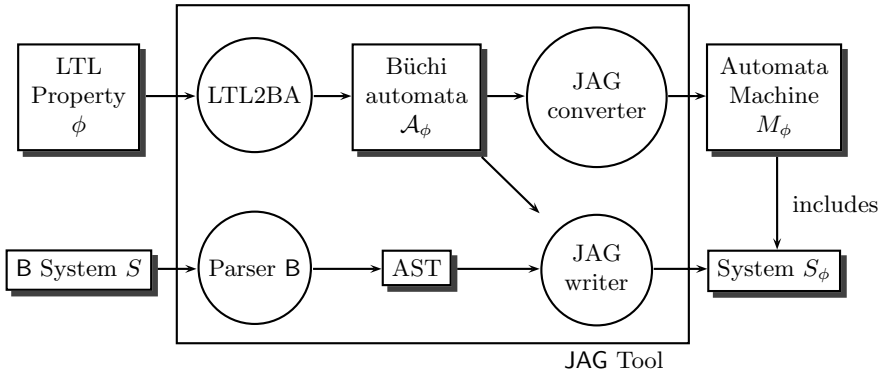 LTL
Property
ϕ
LTL2BA
Büchi
automata
𝒜ϕ
JAG
converter
Automata
Machine
Mϕ
includes
B System S
Parser B
AST
JAG
writer
System Sϕ
JAG Tool